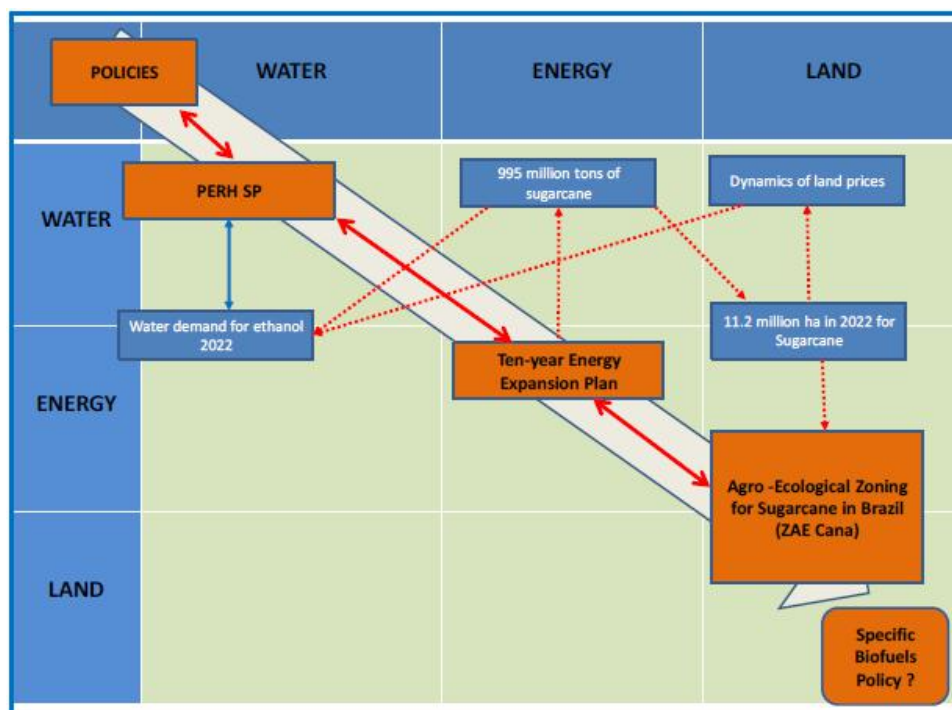 POLICIES
WATER
ENERGY
LAND
WATER
PERH SP
995 million tons of
sugarcane
Dynamics of land prices
Water demand for ethanol
2022
11.2 million ha in 2022 for
Sugarcane
ENERGY
Ten-year Energy
Expansion Plan
Agro -Ecological Zoning
for Sugarcane in Brazil
(ZAE Cana)
LAND
Specific
Biofuels
Policy ?